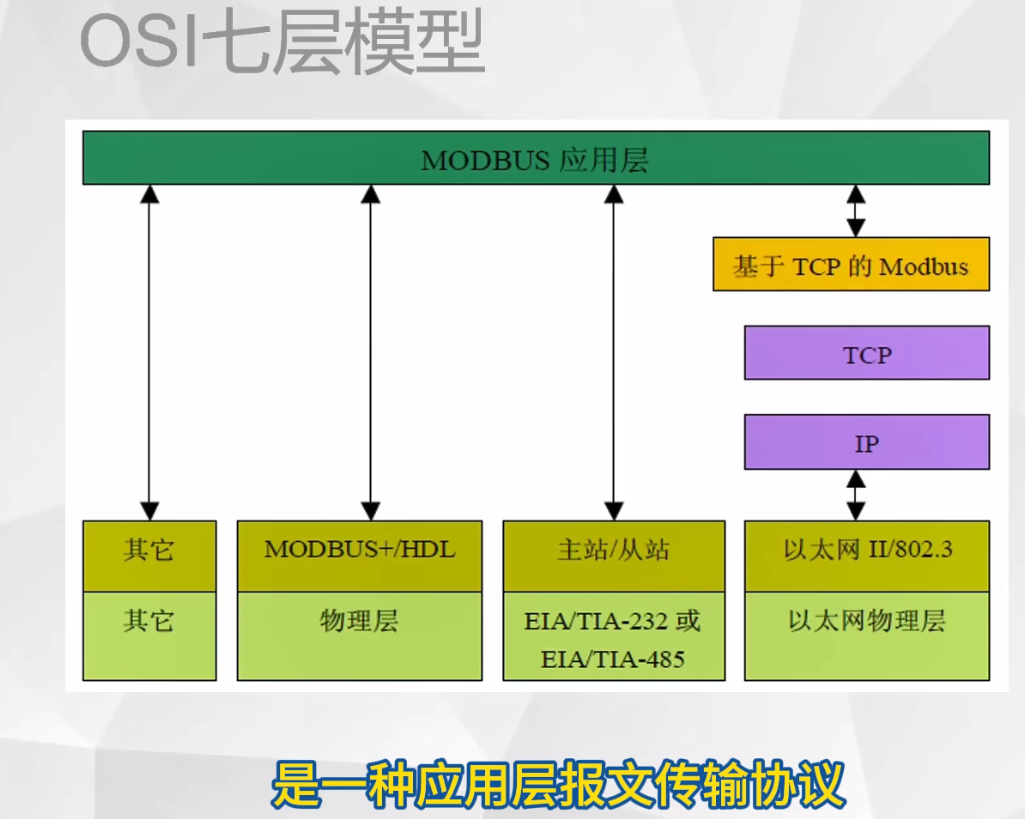 OSI七层模型
MODBUS 应用层
基于 TCP 的 Modbus
TCP
IP
其它
MODBUS+/HDL
主站/从站
以太网 II/802.3
其它
物理层
EIA/TIA-232 或
EIA/TIA-485
以太网物理层
是一种应用层报文传输协议